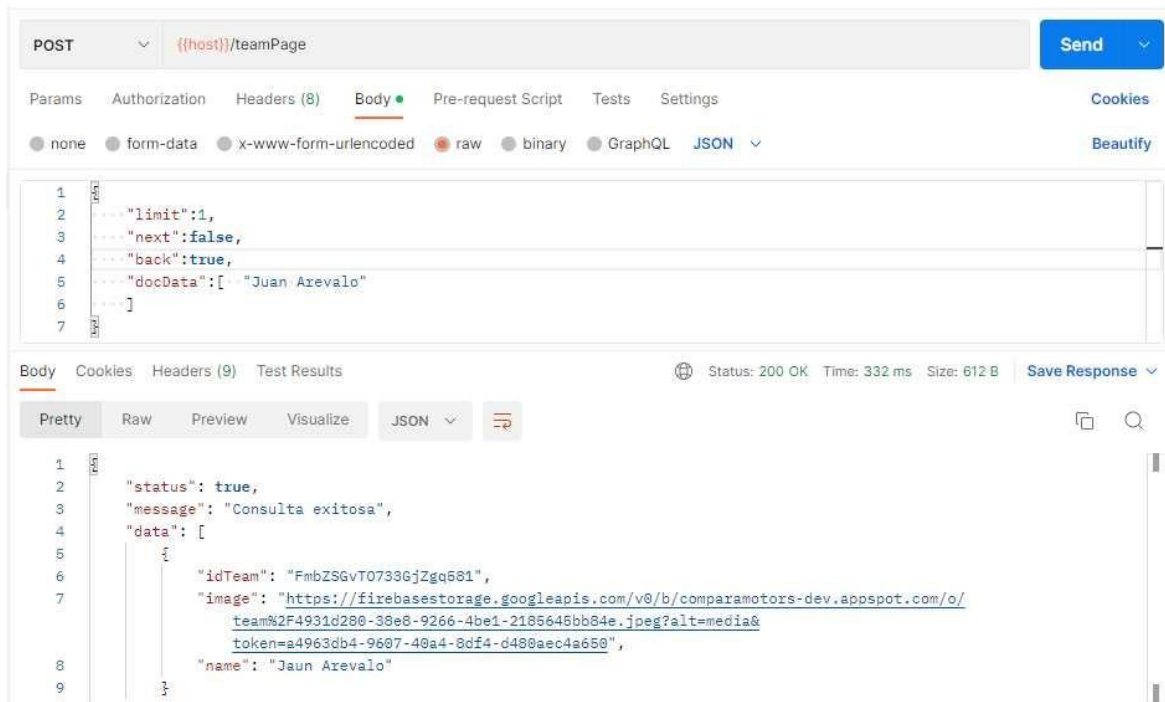 POST {{host}}/teamPage Send
Params Authorization Headers (8) Body Pre-request Script Tests Settings Cookies
none form-data x-www-form-urlencoded raw binary GraphQL JSON Beautify
1 {
2 "limit":1,
3 "next":false,
4 "back":true,
5 "docData":[ "Juan Arevalo"
6 ]
7 }
Body Cookies Headers (9) Test Results Status: 200 OK Time: 332 ms Size: 612 B Save Response
Pretty Raw Preview Visualize JSON
1 {
2 "status": true,
3 "message": "Consulta exitosa",
4 "data": [
5 {
6 "idTeam": "FmbZSGvTO733GjZgq581",
7 "image": "https://firebasestorage.googleapis.com/v0/b/comparamotors-dev.appspot.com/o/
team%2F4931d280-38e8-9266-4be1-2185645bb84e.jpeg?alt=media&
token=a4963db4-9607-40a4-8df4-d480aec4a650",
8 "name": "Jaun Arevalo"
9 }